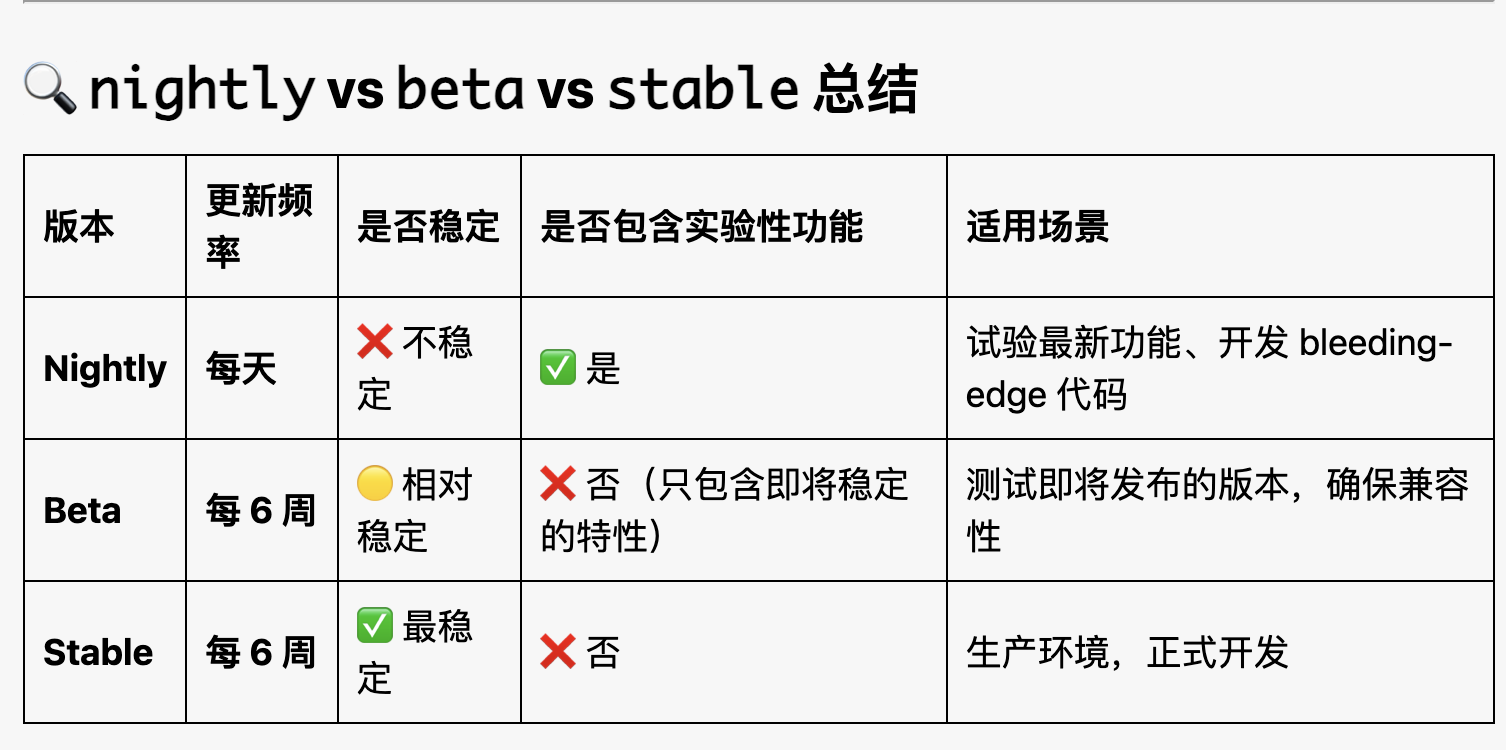 🔍 nightly vs beta vs stable 总结
版本
更新频
率
是否稳定
是否包含实验性功能
适用场景
Nightly
每天
❌ 不稳
定
✅ 是
试验最新功能、开发 bleeding-
edge 代码
Beta
每 6 周
🟡 相对
稳定
❌ 否（只包含即将稳定
的特性）
测试即将发布的版本，确保兼容
性
Stable
每 6 周
✅ 最稳
定
❌ 否
生产环境，正式开发